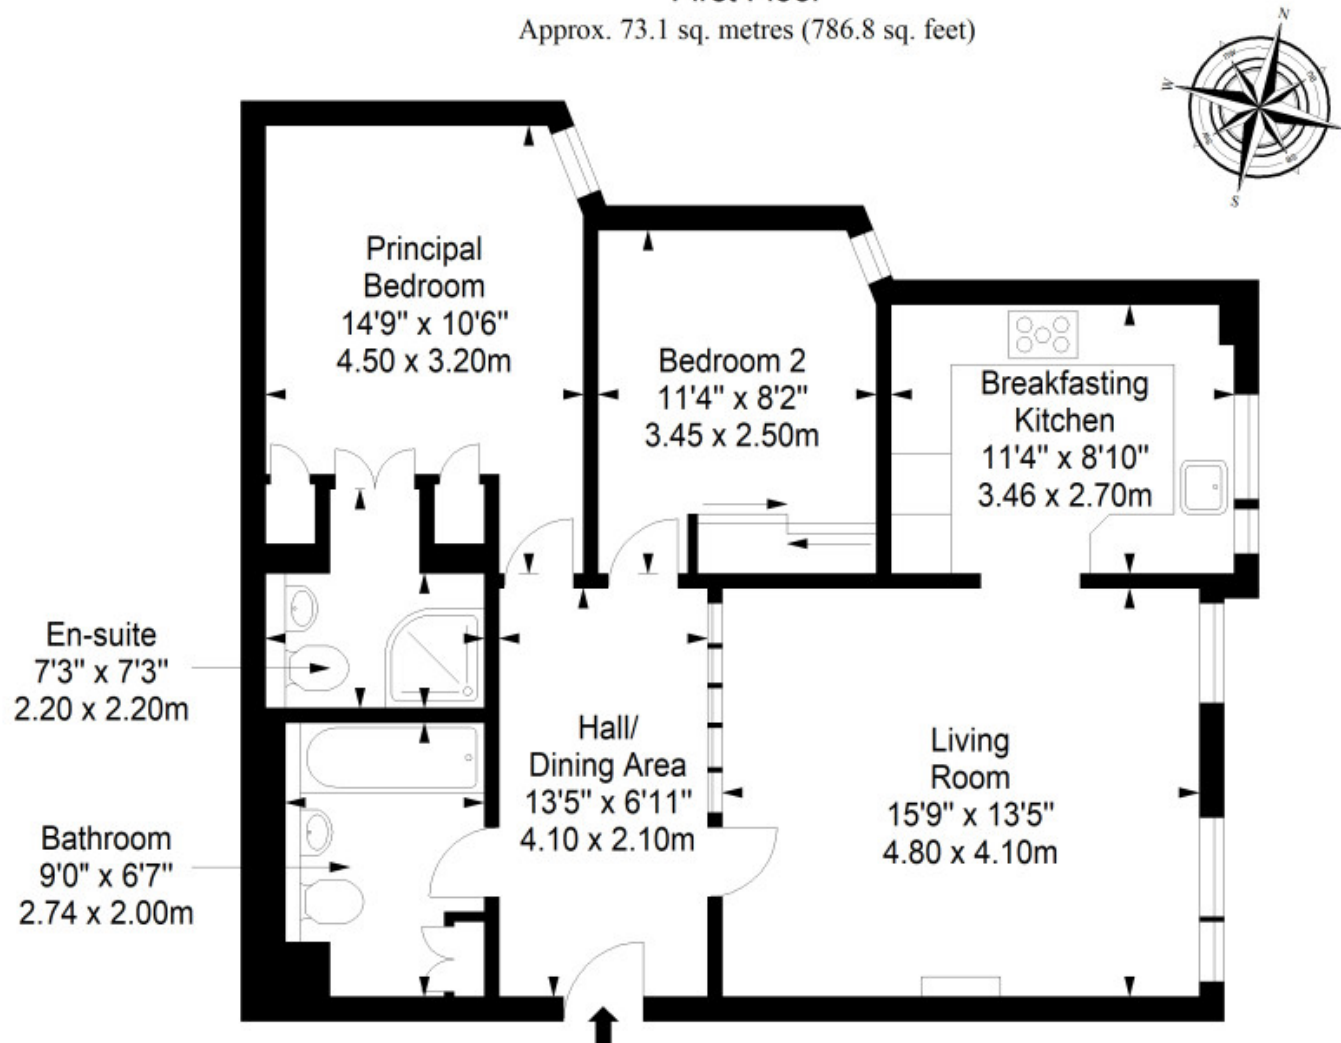 First Floor
Approx. 73.1 sq. metres (786.8 sq. feet)
N
W
S
Principal
Bedroom
14'9" x 10'6"
4.50 x 3.20m
Bedroom 2
11'4" x 8'2"
3.45 x 2.50m
Breakfasting
Kitchen
11'4" x 8'10"
3.46 x 2.70m
En-suite
7'3" x 7'3"
2.20 x 2.20m
Hall/
Dining Area
13'5" x 6'11"
4.10 x 2.10m
Living
Room
15'9" x 13'5"
4.80 x 4.10m
Bathroom
9'0" x 6'7"
2.74 x 2.00m